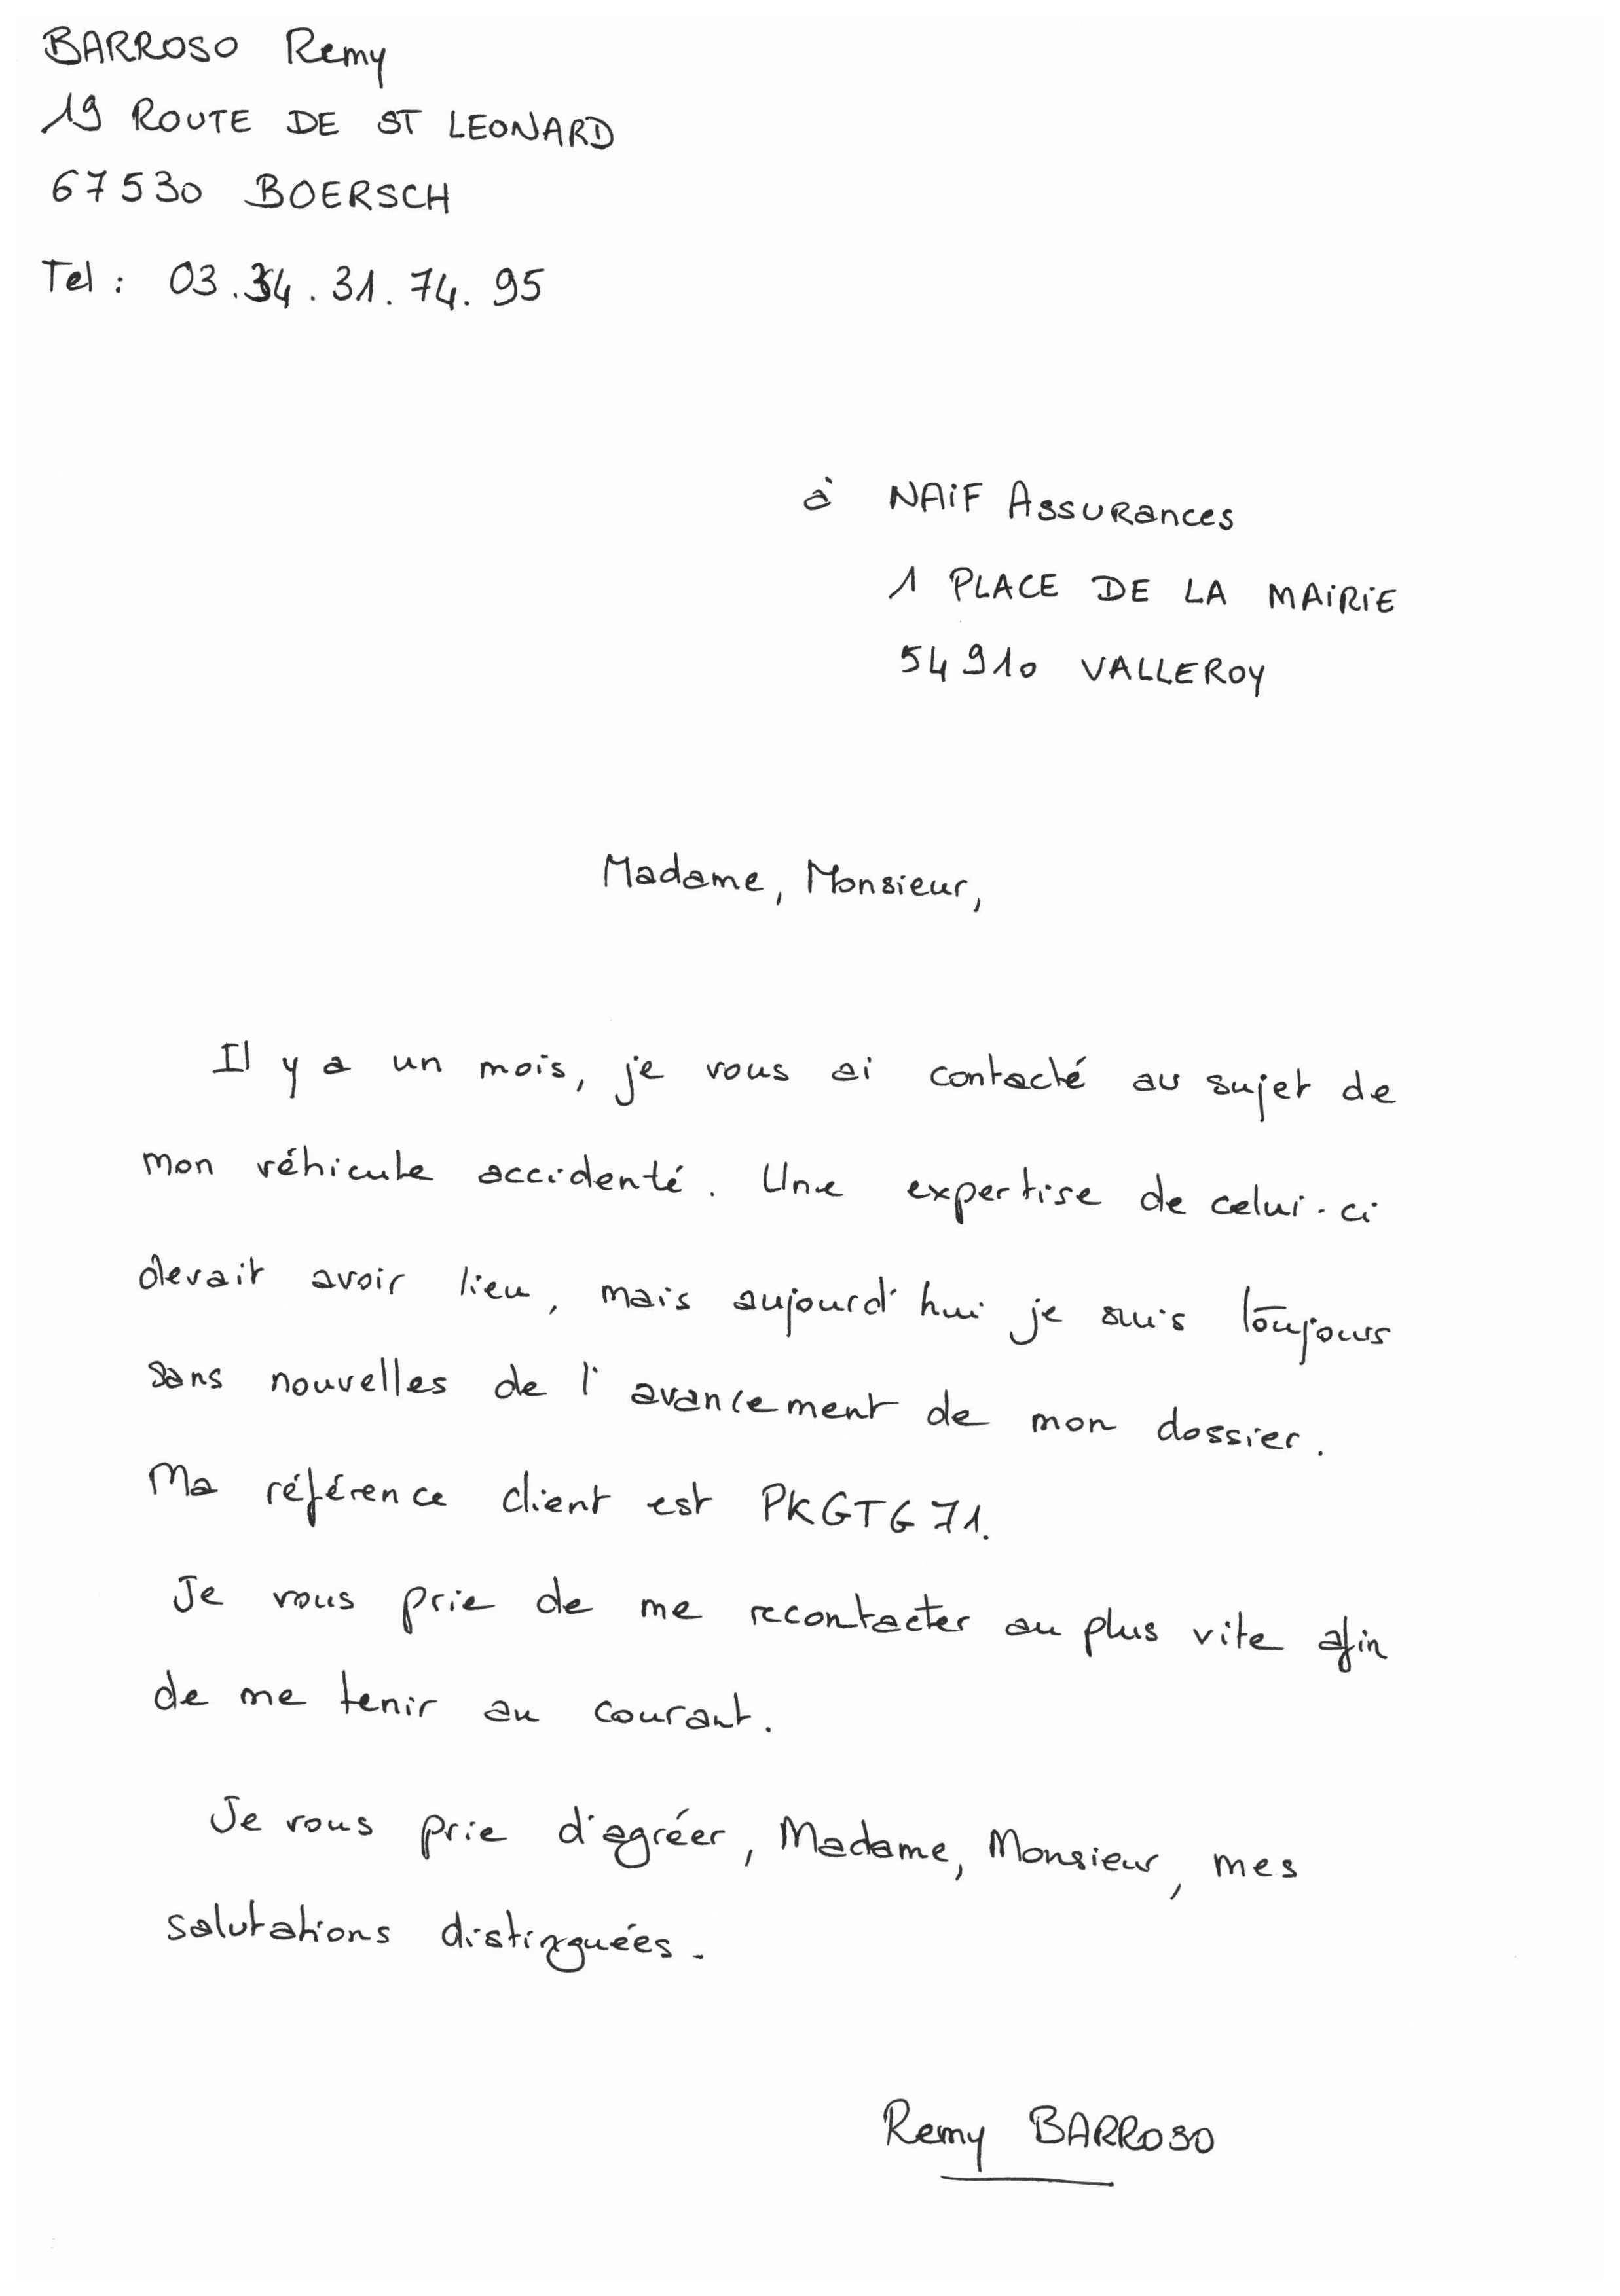 BARROSO Remy
19 ROUTE DE ST LEONARD
67530 BOERSCH
Tel : 03.34.31.74.95
à NAIF Assurances
1 PLACE DE LA MAIRIE
54910 VALLEROY
Madame, Monsieur,
Il y a un mois, je vous ai contacté au sujet de
mon véhicule accidenté. Une expertise de celui-ci
devait avoir lieu, mais aujourd'hui je suis toujours
sans nouvelles de l'avancement de mon dossier.
Ma référence client est PKGTG71.
Je vous prie de me recontacter au plus vite afin
de me tenir au courant.
Je vous prie d'agréer, Madame, Monsieur, mes
salutations distinguées.
Remy BARROSO